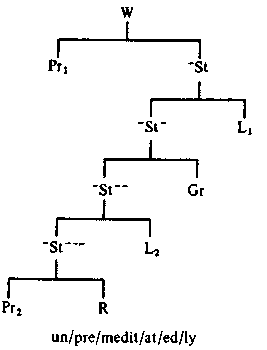 W
Pr₁ ⁻St
⁻St⁻ L₁
⁻St⁻⁻ Gr
⁻St⁻⁻⁻ L₂
Pr₂ R
un/pre/medit/at/ed/ly